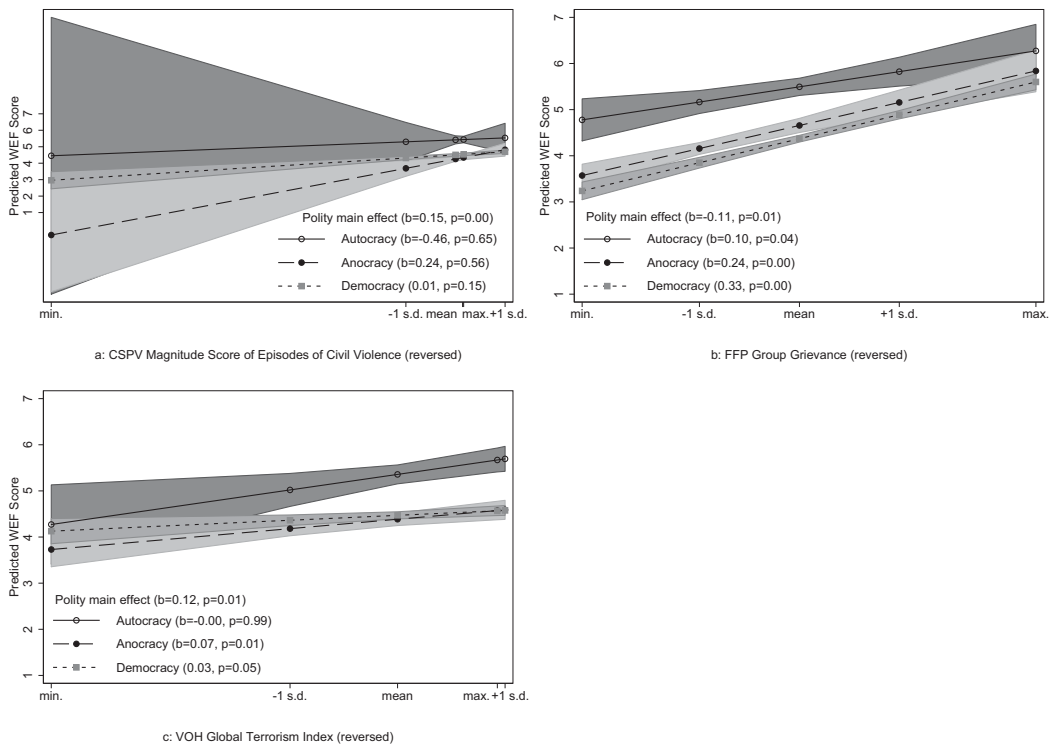 Predicted WEF Score
7
6
5
4
3
2
1
Polity main effect (b=0.15, p=0.00)
Autocracy (b=-0.46, p=0.65)
Anocracy (b=0.24, p=0.56)
Democracy (0.01, p=0.15)
min. -1 s.d. mean max. +1 s.d.
a: CSPV Magnitude Score of Episodes of Civil Violence (reversed)
Predicted WEF Score
7
6
5
4
3
2
1
Polity main effect (b=-0.11, p=0.01)
Autocracy (b=0.10, p=0.04)
Anocracy (b=0.24, p=0.00)
Democracy (0.33, p=0.00)
min. -1 s.d. mean +1 s.d. max.
b: FFP Group Grievance (reversed)
Predicted WEF Score
7
6
5
4
3
2
1
Polity main effect (b=0.12, p=0.01)
Autocracy (b=-0.00, p=0.99)
Anocracy (b=0.07, p=0.01)
Democracy (0.03, p=0.05)
min. -1 s.d. mean max. +1 s.d.
c: VOH Global Terrorism Index (reversed)